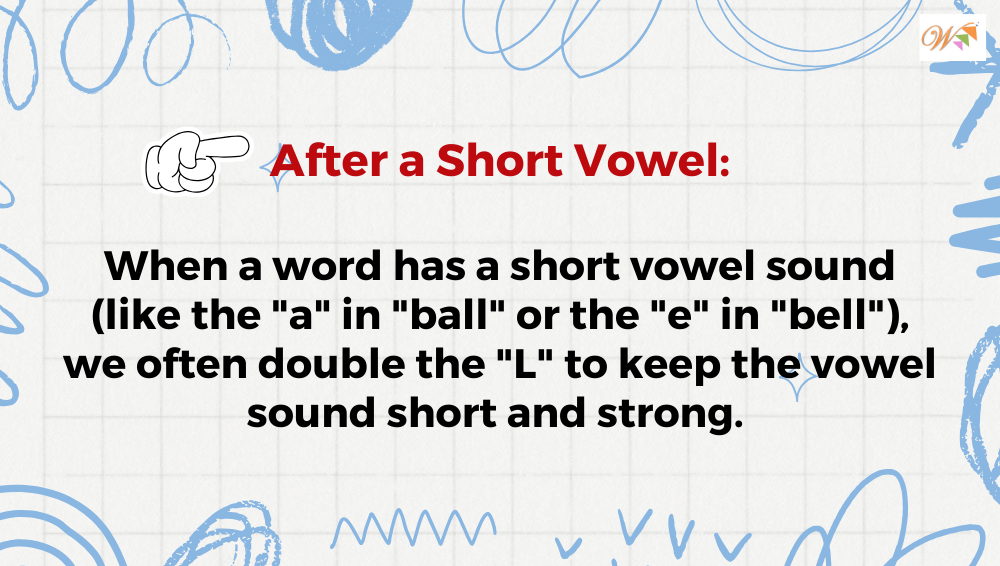 W
After a Short Vowel:
When a word has a short vowel sound
(like the "a" in "ball" or the "e" in "bell"),
we often double the "L" to keep the vowel
sound short and strong.